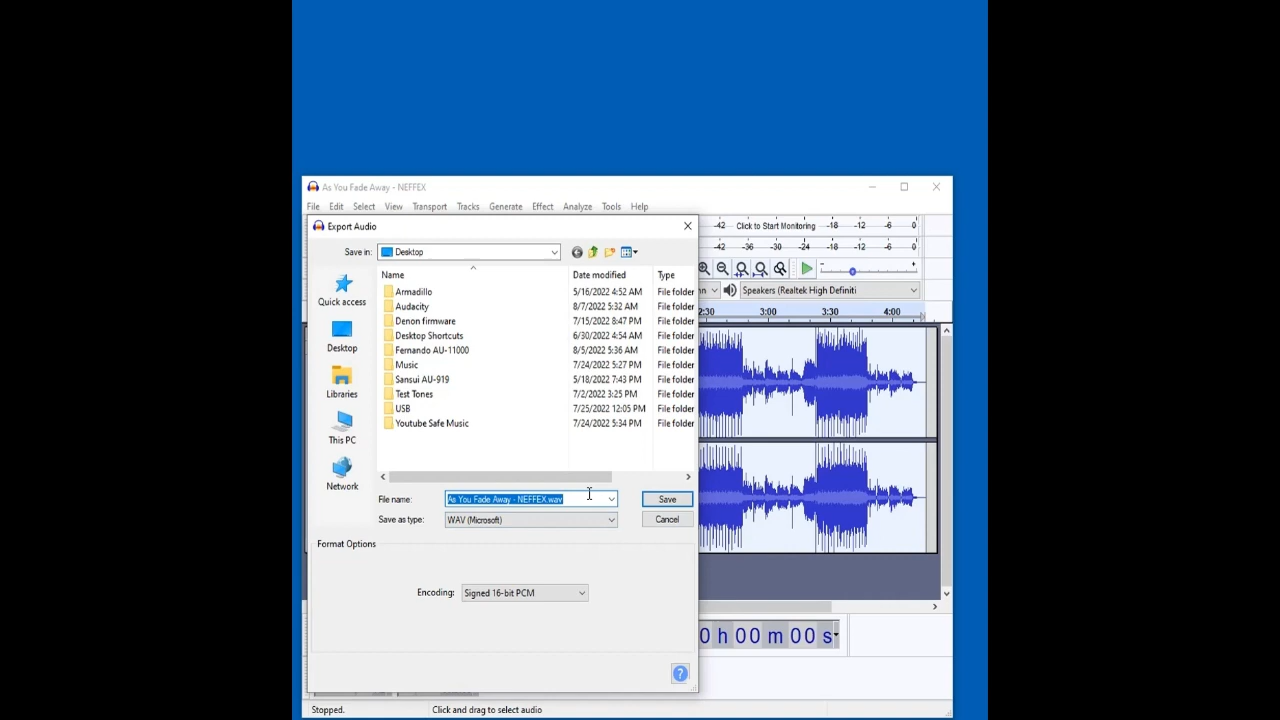 As You Fade Away - NEFFEX
File Edit Select View Transport Tracks Generate Effect Analyze Tools Help
Export Audio
-42 Click to Start Monitoring -18 -12 -6 0
Save in: Desktop
-42 -36 -30 -24 -18 -12 -6 0
Name Date modified Type
Quick access
Armadillo 5/16/2022 4:52 AM File folder
Speakers (Realtek High Definiti
Audacity 8/7/2022 5:32 AM File folder
2:30 3:00 3:30 4:00
Denon firmware 7/15/2022 8:47 PM File folder
Desktop Shortcuts 6/30/2022 4:54 AM File folder
Desktop
Fernando AU-11000 8/5/2022 5:36 AM File folder
Music 7/24/2022 5:27 PM File folder
Sansui AU-919 5/18/2022 7:43 PM File folder
Libraries
Test Tones 7/2/2022 3:25 PM File folder
USB 7/25/2022 12:05 PM File folder
Youtube Safe Music 7/24/2022 5:34 PM File folder
This PC
Network
File name: As You Fade Away - NEFFEX.wav Save
Save as type: WAV (Microsoft) Cancel
Format Options
Encoding: Signed 16-bit PCM
0 h 00 m 00 s
Stopped. Click and drag to select audio